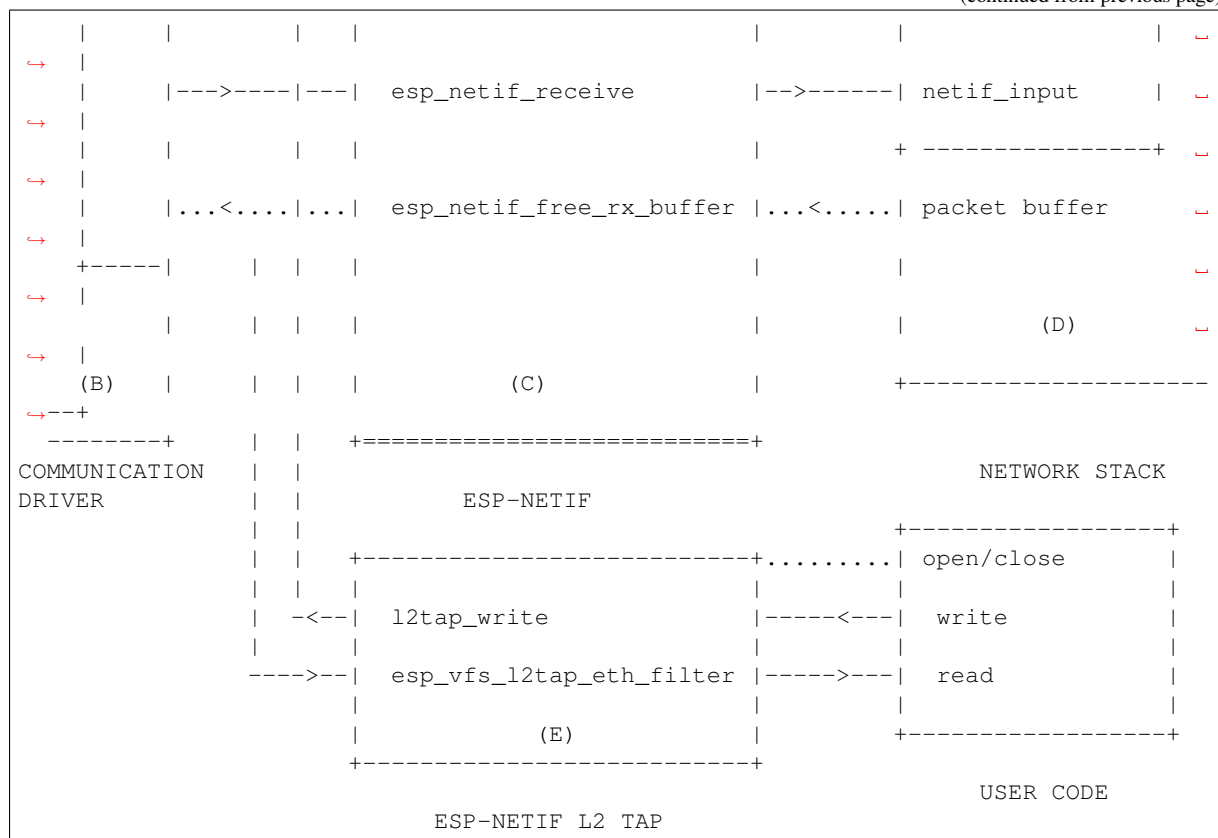 (continued from previous page)
|     |        | |                           |         |                 |  ␣
↪  |
|     |--->----|---|  esp_netif_receive        |-->------| netif_input     |  ␣
↪  |
|     |        |   |                           |         + ----------------+  ␣
↪  |
|     |...<....|...|  esp_netif_free_rx_buffer |...<.....| packet buffer      ␣
↪  |
+-----|     |  |   |                           |         |                    ␣
↪  |
|     |  |   |                           |         |         (D)        ␣
↪  |
(B)   |     |  |   |          (C)              |         +---------------------
↪--+
--------+     |  |   +===========================+
COMMUNICATION   |  |                                           NETWORK STACK
DRIVER          |  |           ESP-NETIF
|  |                                         +------------------+
|  |   +---------------------------+.........| open/close       |
|  |   |                           |         |                  |
|  -<--|  l2tap_write              |-----<---|  write           |
|      |                           |         |                  |
---->--|  esp_vfs_l2tap_eth_filter |----->---|  read            |
|                           |         |                  |
|            (E)            |         +------------------+
+---------------------------+
USER CODE
ESP-NETIF L2 TAP